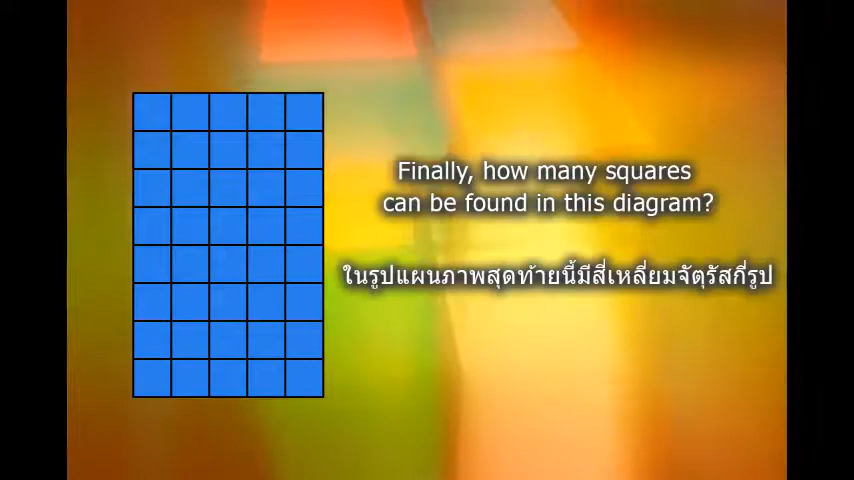 Finally, how many squares
can be found in this diagram?
ในรูปแผนภาพสุดท้ายนี้มีสี่เหลี่ยมจัตุรัสกี่รูป